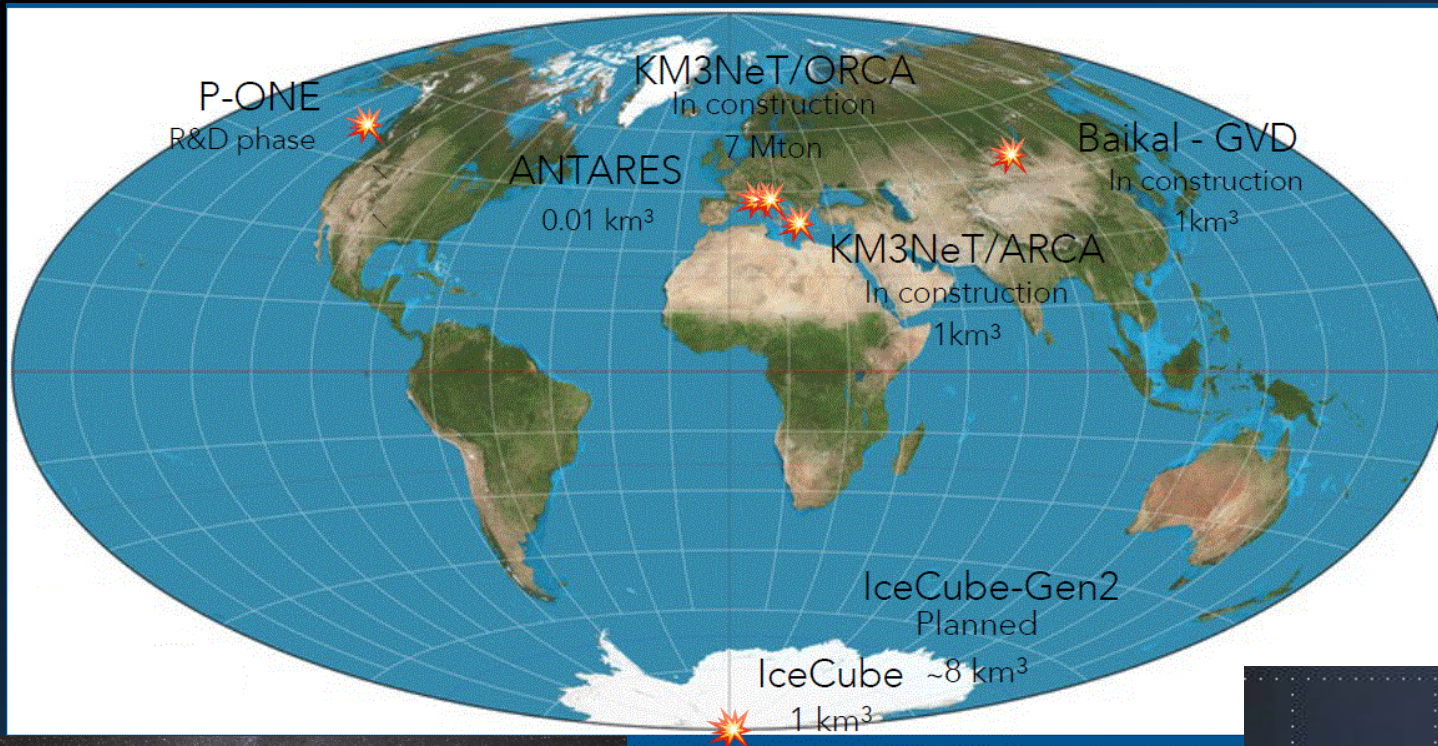 KM3NeT/ORCA
In construction
7 Mton
P-ONE
R&D phase
ANTARES
0.01 km³
Baikal - GVD
In construction
1km³
KM3NeT/ARCA
In construction
1km³
IceCube-Gen2
Planned
~8 km³
IceCube
1 km³